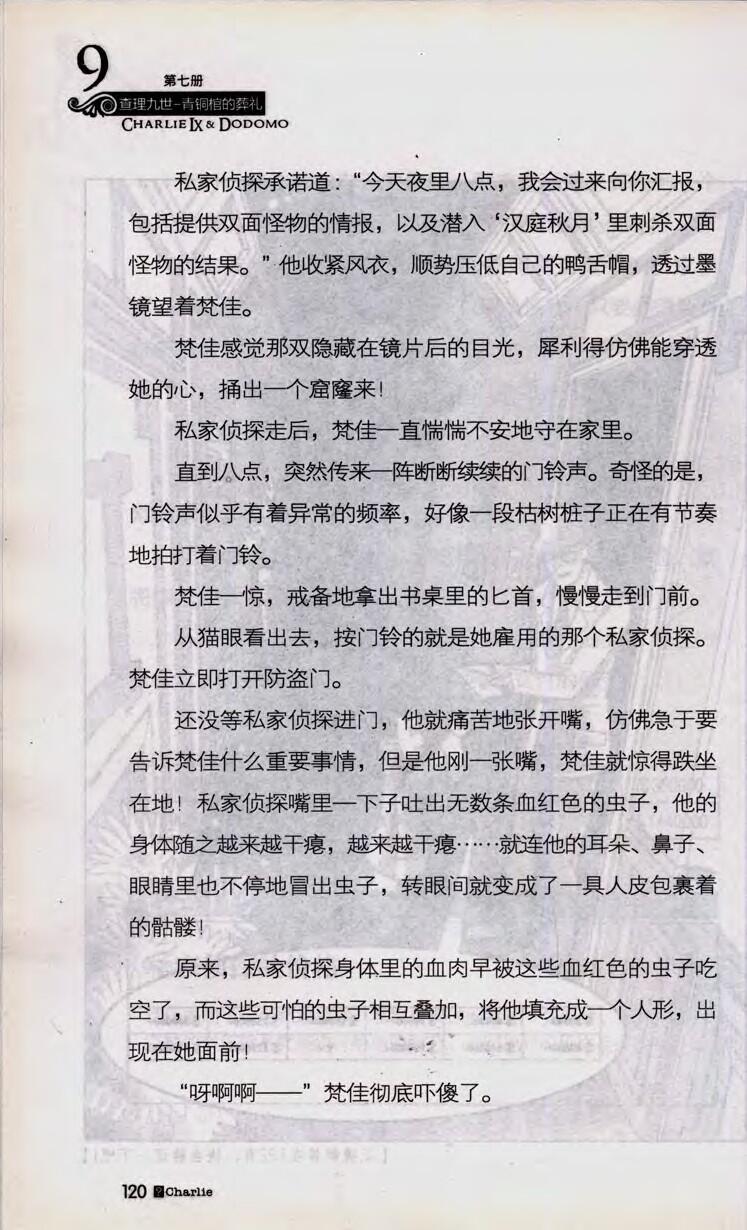 9
第七册
查理九世-青铜棺的葬礼
CHARLIE IX & DODOMO
私家侦探承诺道：“今天夜里八点，我会过来向你汇报，
包括提供双面怪物的情报，以及潜入‘汉庭秋月’里刺杀双面
怪物的结果。”他收紧风衣，顺势压低自己的鸭舌帽，透过墨
镜望着梵佳。
梵佳感觉那双隐藏在镜片后的目光，犀利得仿佛能穿透
她的心，捅出一个窟窿来！
私家侦探走后，梵佳一直惴惴不安地守在家里。
直到八点，突然传来一阵断断续续的门铃声。奇怪的是，
门铃声似乎有着异常的频率，好像一段枯树桩子正在有节奏
地拍打着门铃。
梵佳一惊，戒备地拿出书桌里的匕首，慢慢走到门前。
从猫眼看出去，按门铃的就是她雇用的那个私家侦探。
梵佳立即打开防盗门。
还没等私家侦探进门，他就痛苦地张开嘴，仿佛急于要
告诉梵佳什么重要事情，但是他刚一张嘴，梵佳就惊得跌坐
在地！私家侦探嘴里一下子吐出无数条血红色的虫子，他的
身体随之越来越干瘪，越来越干瘪……就连他的耳朵、鼻子、
眼睛里也不停地冒出虫子，转眼间就变成了一具人皮包裹着
的骷髅！
原来，私家侦探身体里的血肉早被这些血红色的虫子吃
空了，而这些可怕的虫子相互叠加，将他填充成一个人形，出
现在她面前！
“呀啊啊——”梵佳彻底吓傻了。
120 Charlie